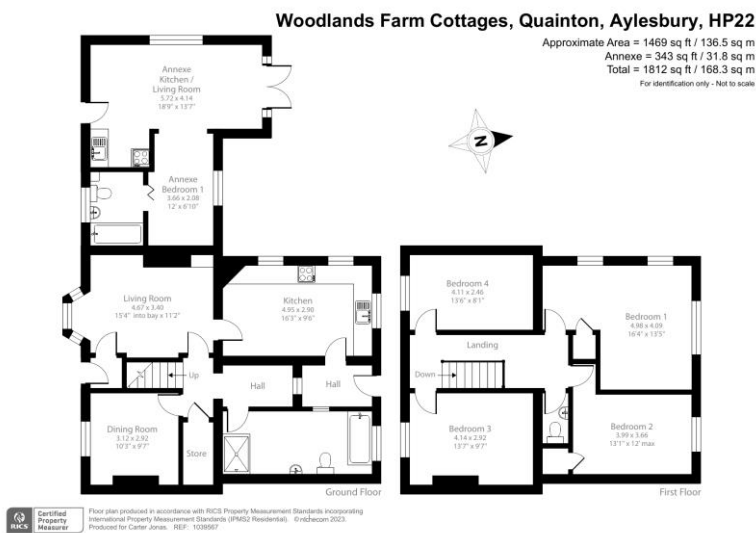 Woodlands Farm Cottages, Quainton, Aylesbury, HP22
Approximate Area = 1469 sq ft / 136.5 sq m
Annexe = 343 sq ft / 31.8 sq m
Total = 1812 sq ft / 168.3 sq m
For identification only - Not to scale
N
Annexe
Kitchen /
Living Room
5.72 x 4.14
18'9" x 13'7"
Annexe
Bedroom 1
3.66 x 2.08
12' x 6'10"
Living Room
4.67 x 3.40
15'4" into bay x 11'2"
Kitchen
4.95 x 2.90
16'3" x 9'6"
Up
Hall
Hall
Dining Room
3.12 x 2.92
10'3" x 9'7"
Store
Ground Floor
Bedroom 4
4.11 x 2.46
13'6" x 8'1"
Bedroom 1
4.98 x 4.09
16'4" x 13'5"
Landing
Down
Bedroom 3
4.14 x 2.92
13'7" x 9'7"
Bedroom 2
3.99 x 3.66
13'1" x 12' max
First Floor
RICS
Certified
Property
Measurer
Floor plan produced in accordance with RICS Property Measurement Standards incorporating
International Property Measurement Standards (IPMS2 Residential). © nichecom 2023.
Produced for Carter Jonas. REF: 1039567